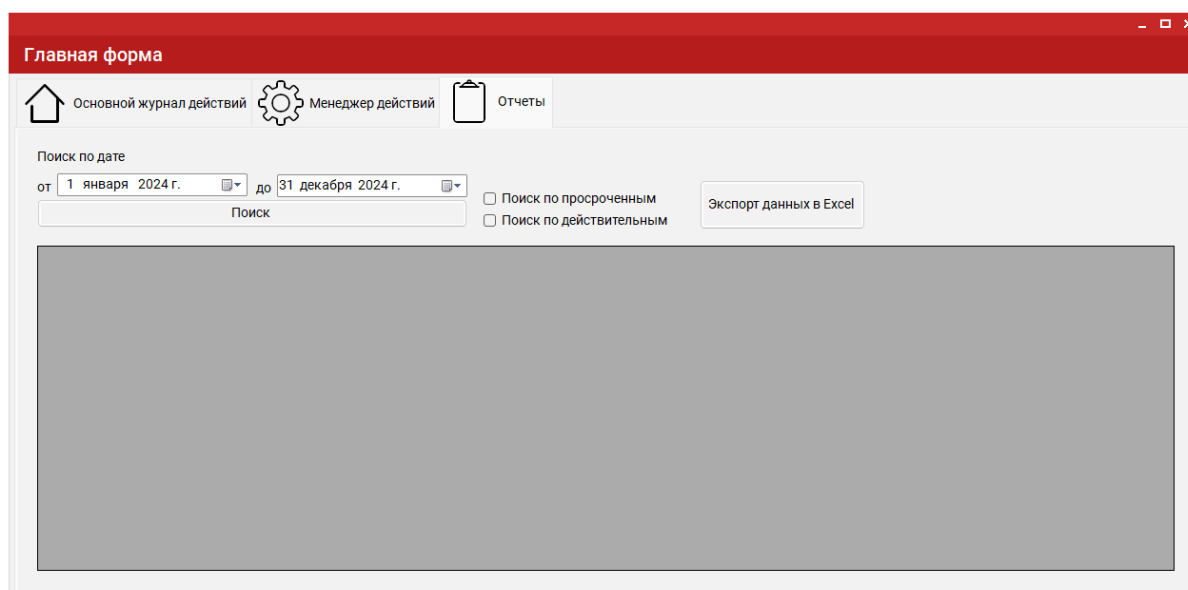 Главная форма
Основной журнал действий Менеджер действий Отчеты
Поиск по дате
от 1 января 2024 г. до 31 декабря 2024 г.
Поиск
Поиск по просроченным
Поиск по действительным
Экспорт данных в Excel